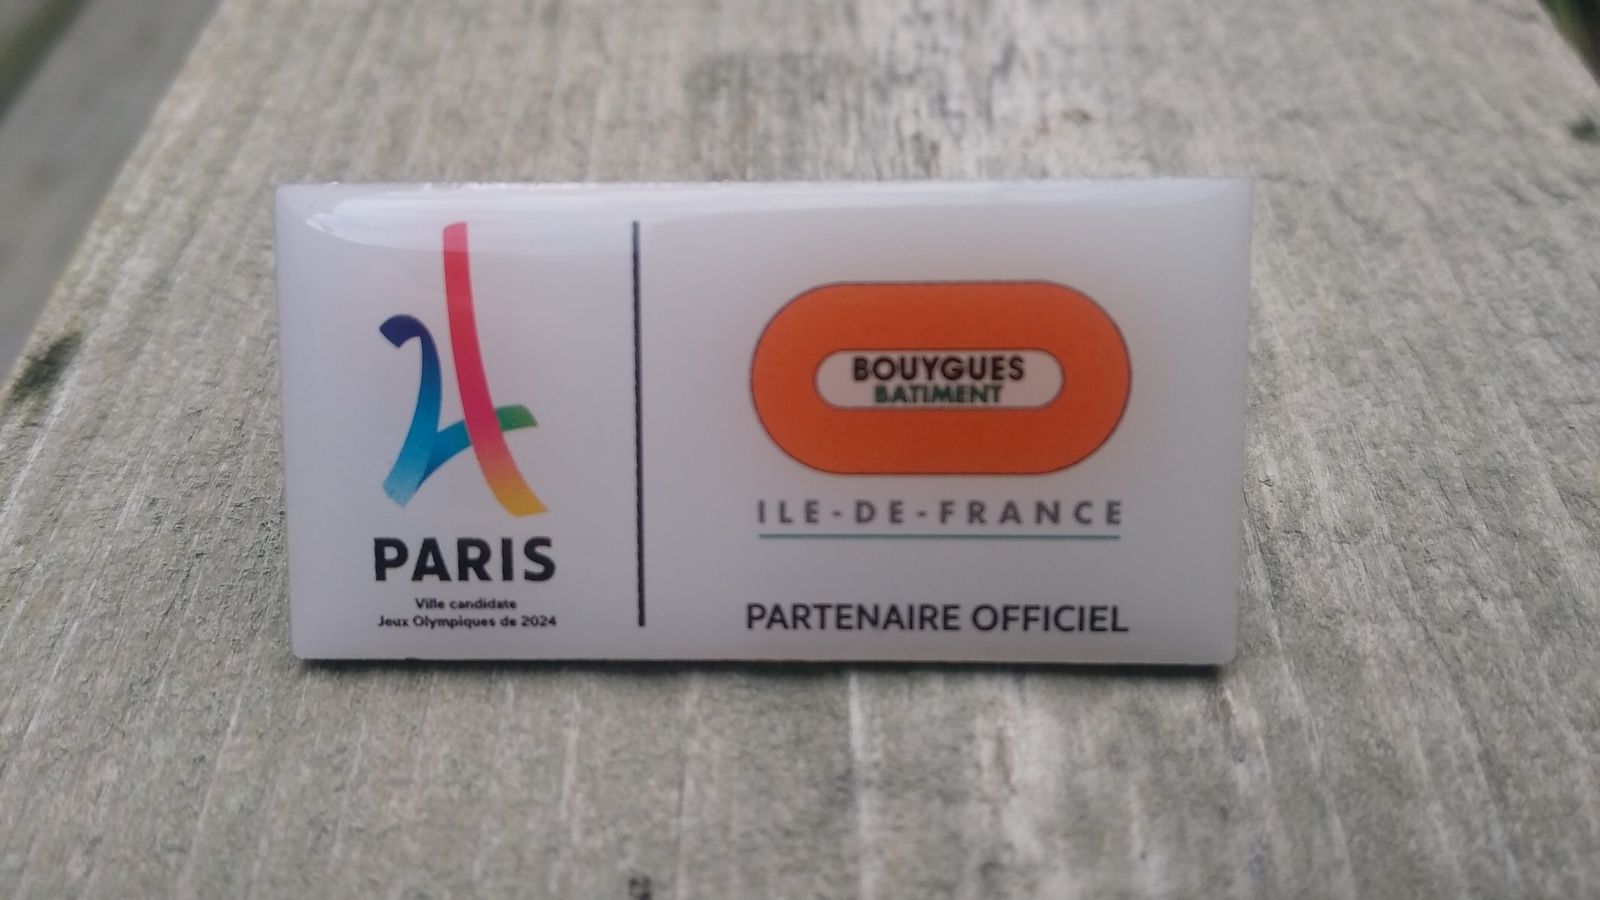 PARIS
Ville candidate
Jeux Olympiques de 2024
BOUYGUES
BATIMENT
ILE-DE-FRANCE
PARTENAIRE OFFICIEL